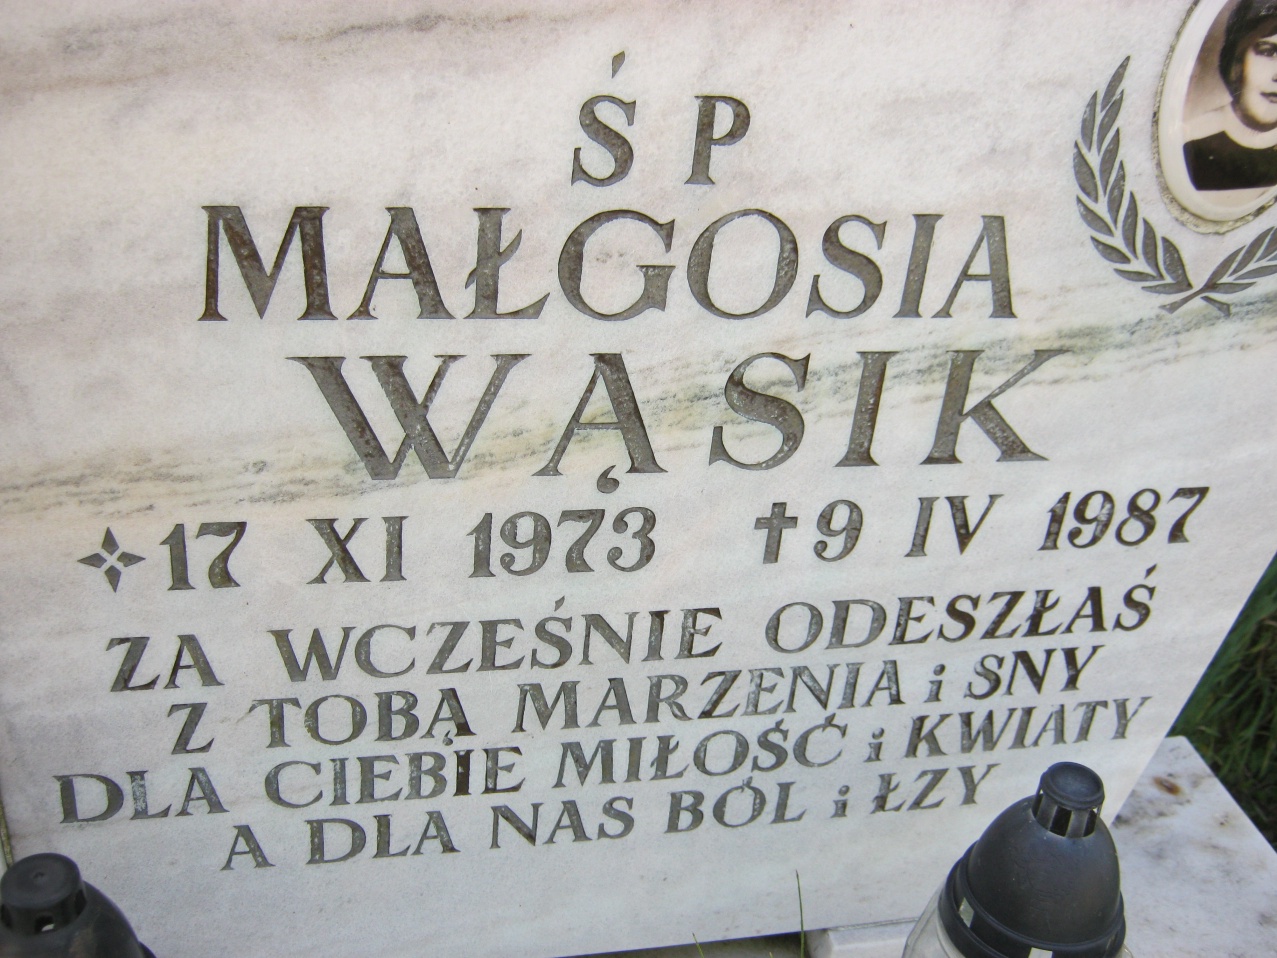 Ś P
MAŁGOSIA
WĄSIK
✧ 17 XI 1973 † 9 IV 1987
ZA WCZEŚNIE ODESZŁAŚ
Z TOBĄ MARZENIA i SNY
DLA CIEBIE MIŁOŚĆ i KWIATY
A DLA NAS BÓL i ŁZY